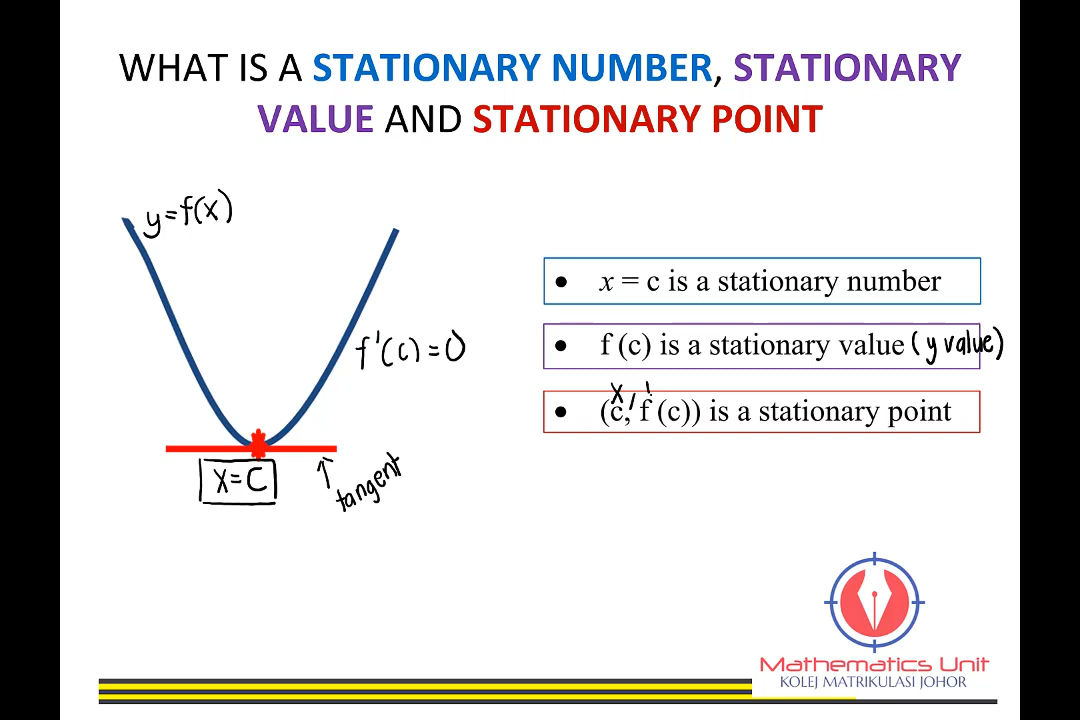 WHAT IS A STATIONARY NUMBER, STATIONARY
VALUE AND STATIONARY POINT
y=f(x)
f'(c)=0
x=c
tangent
• x = c is a stationary number
• f (c) is a stationary value (y value)
x,
• (c, f (c)) is a stationary point
Mathematics Unit
KOLEJ MATRIKULASI JOHOR